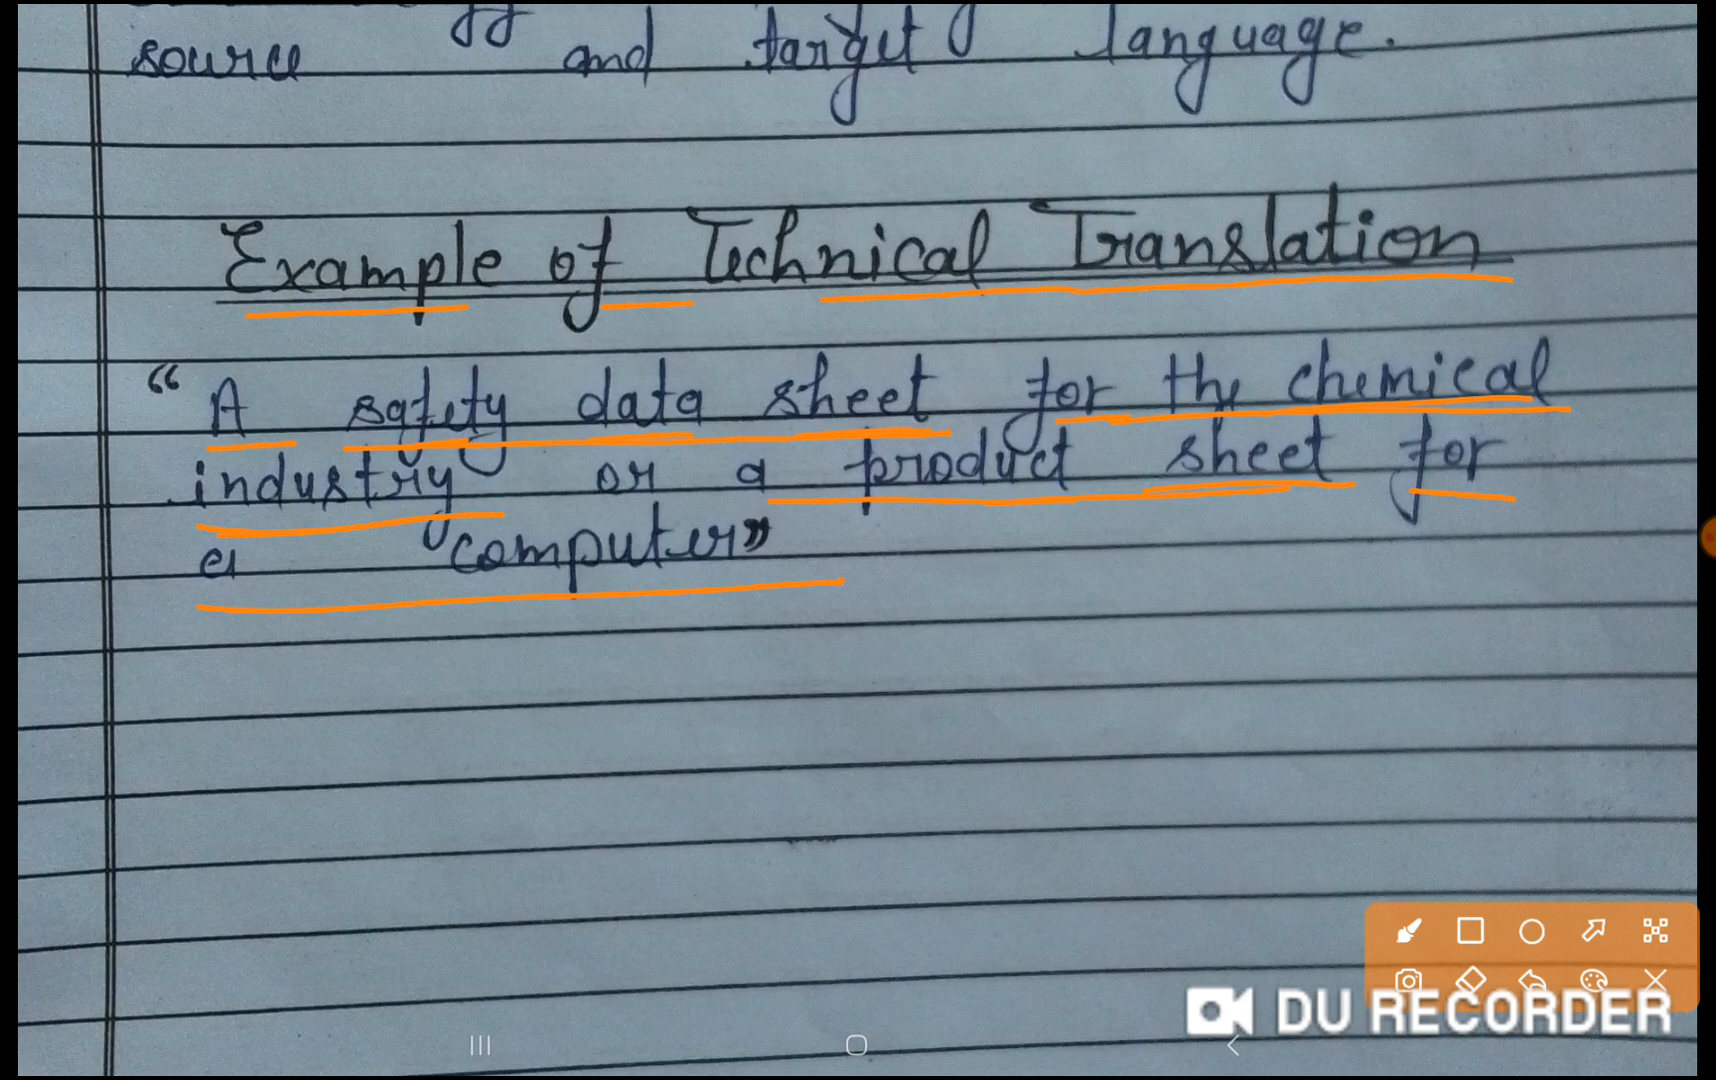 source and target language.
Example of Technical Translation
“ A safety data sheet for the chemical
industry or a product sheet for
a computer”
DU RECORDER